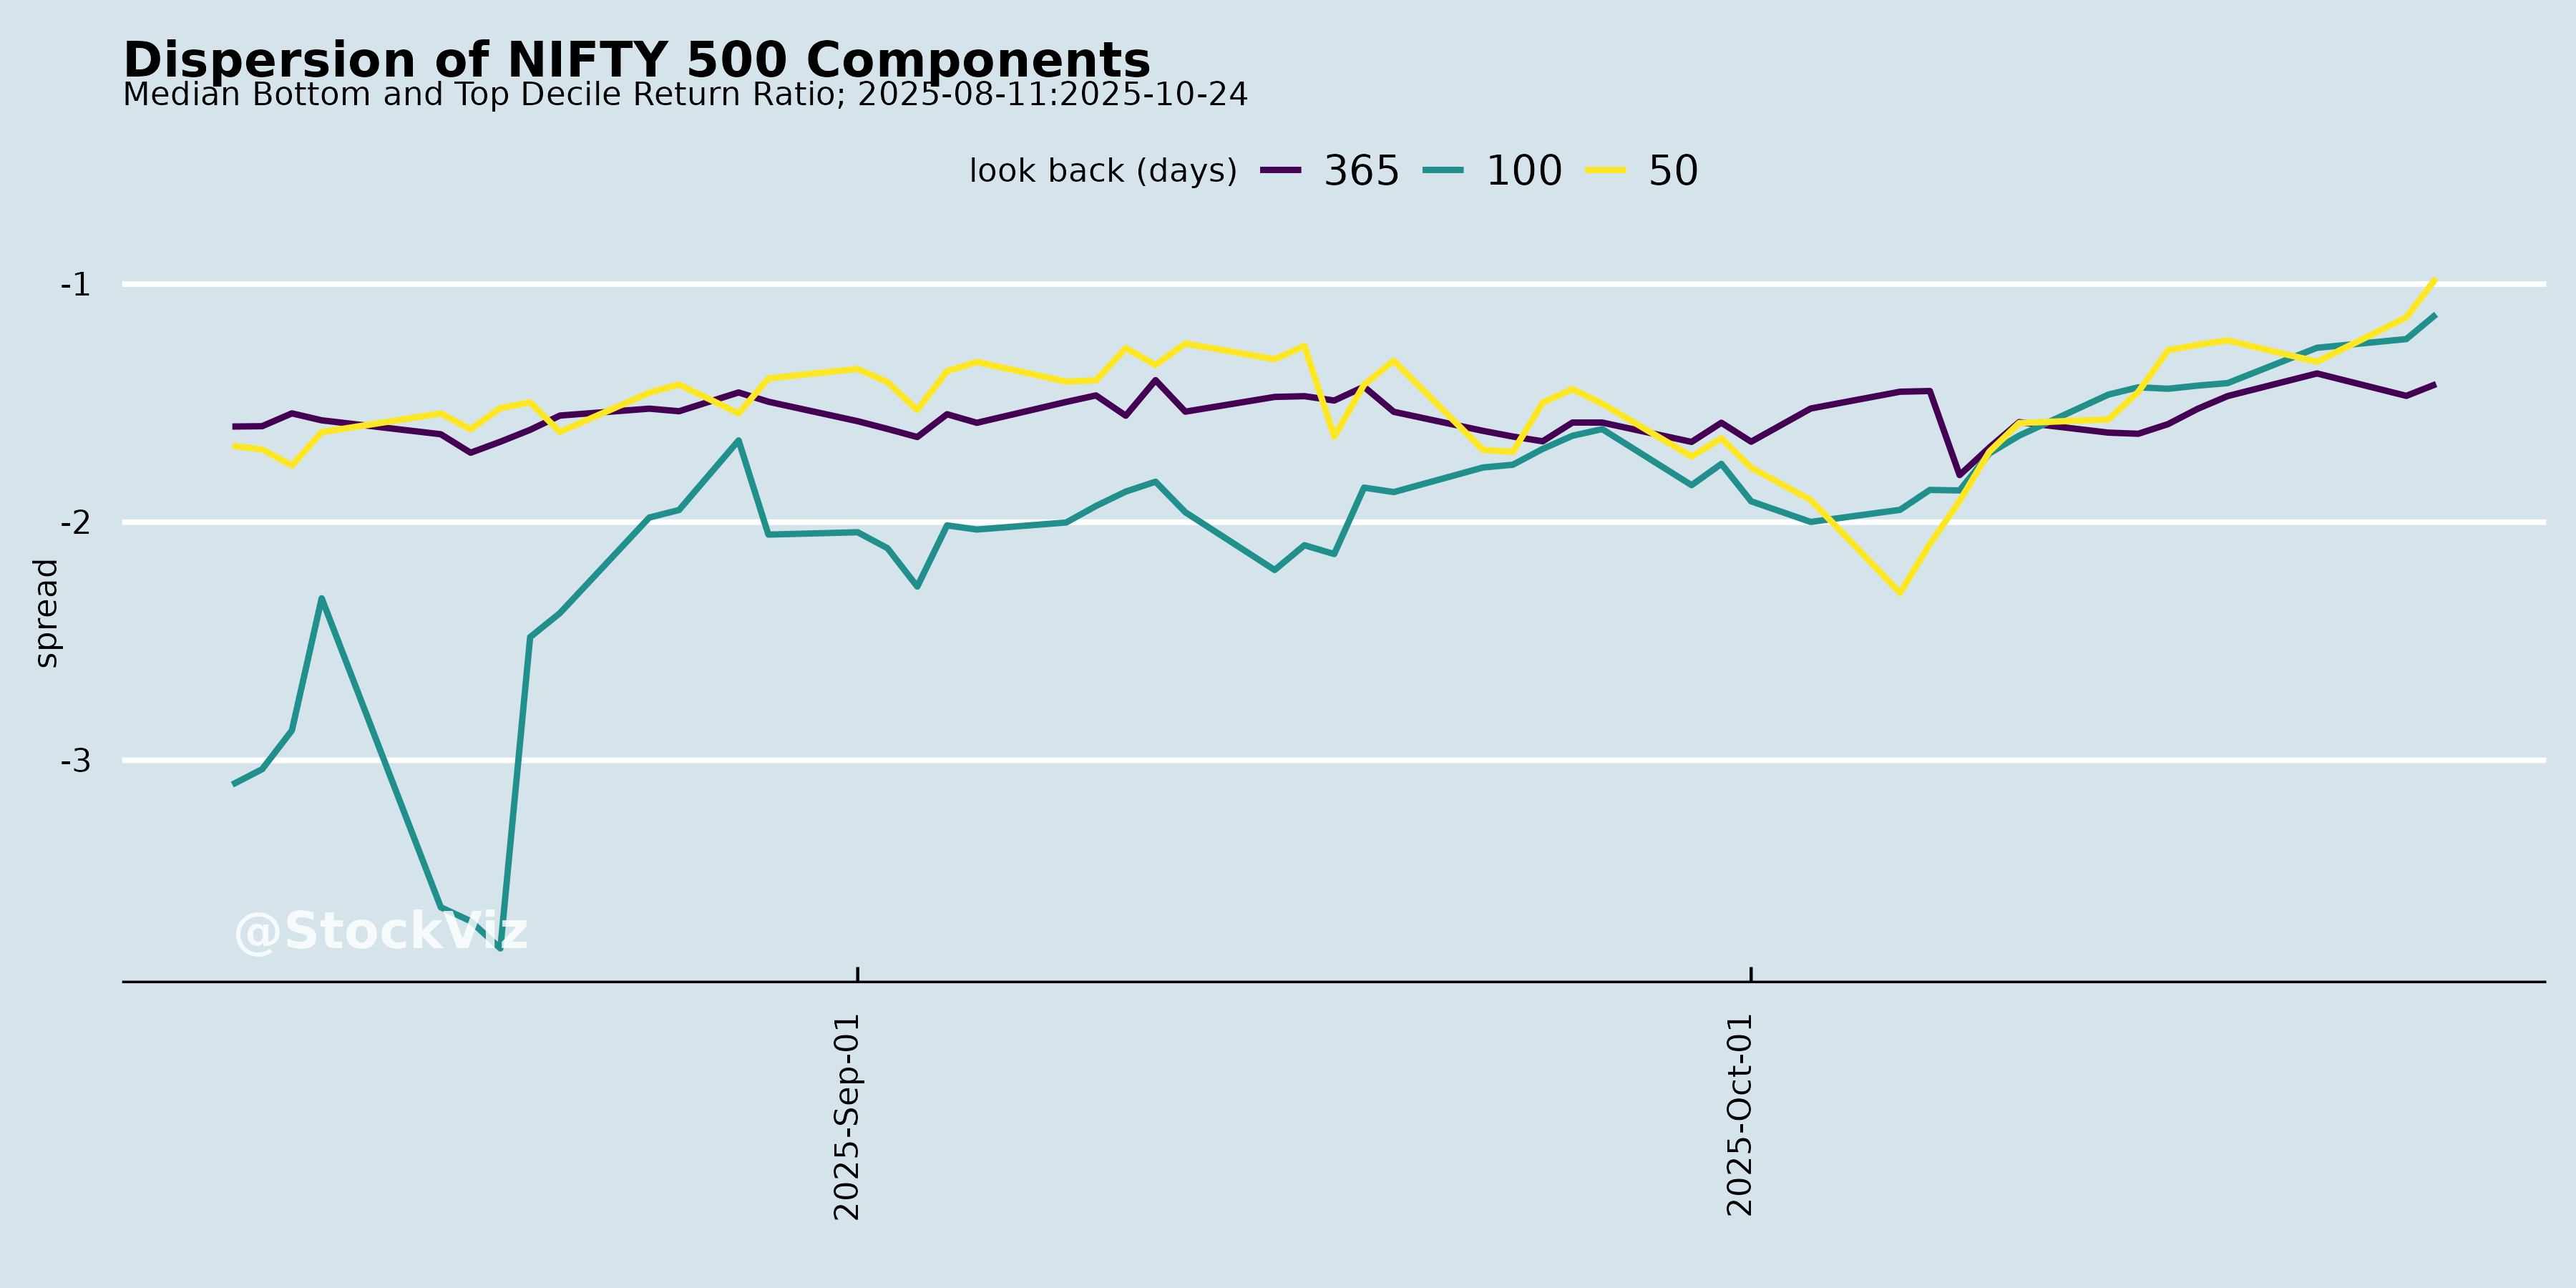 Dispersion of NIFTY 500 Components
Median Bottom and Top Decile Return Ratio; 2025-08-11:2025-10-24
look back (days) 365 100 50
-1
-2
-3
spread
@StockViz
2025-Sep-01
2025-Oct-01